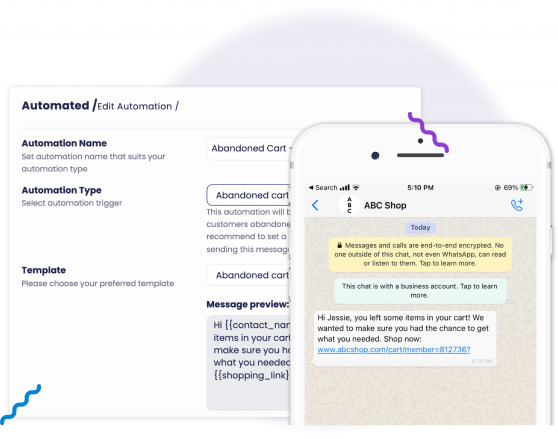 Automated /Edit Automation /
Automation Name
Set automation name that suits your
automation type
Abandoned Cart -
Automation Type
Select automation trigger
Abandoned cart
This automation will b
customers abandone
recommend to set a
sending this messag
Template
Please choose your preferred template
Abandoned cart
Message preview:
Hi {{contact_nar
items in your cart
make sure you ha
what you needed
{{shopping_link}
Search
5:10 PM
69%
A
B
C
ABC Shop
Today
Messages and calls are end-to-end encrypted. No
one outside of this chat, not even WhatsApp, can read
or listen to them. Tap to learn more.
This chat is with a business account. Tap to learn
more.
Hi Jessie, you left some items in your cart! We
wanted to make sure you had the chance to get
what you needed. Shop now:
www.abcshop.com/cart/member=812736?
5:10 PM